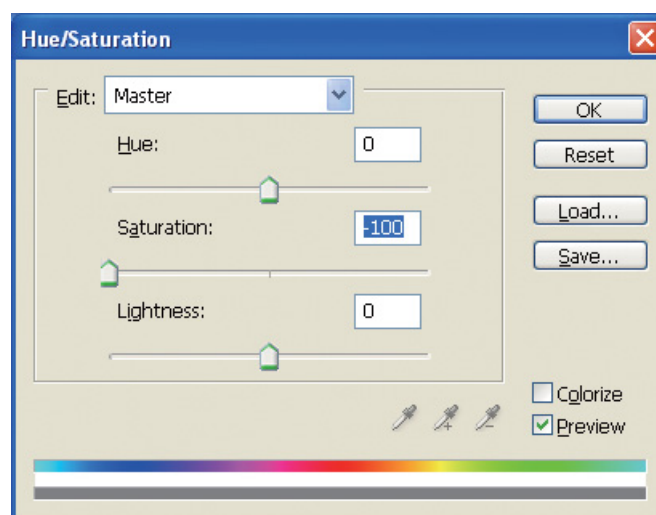 Hue/Saturation
Edit: Master
OK
Hue: 0
Reset
Saturation: -100
Load...
Save...
Lightness: 0
Colorize
Preview